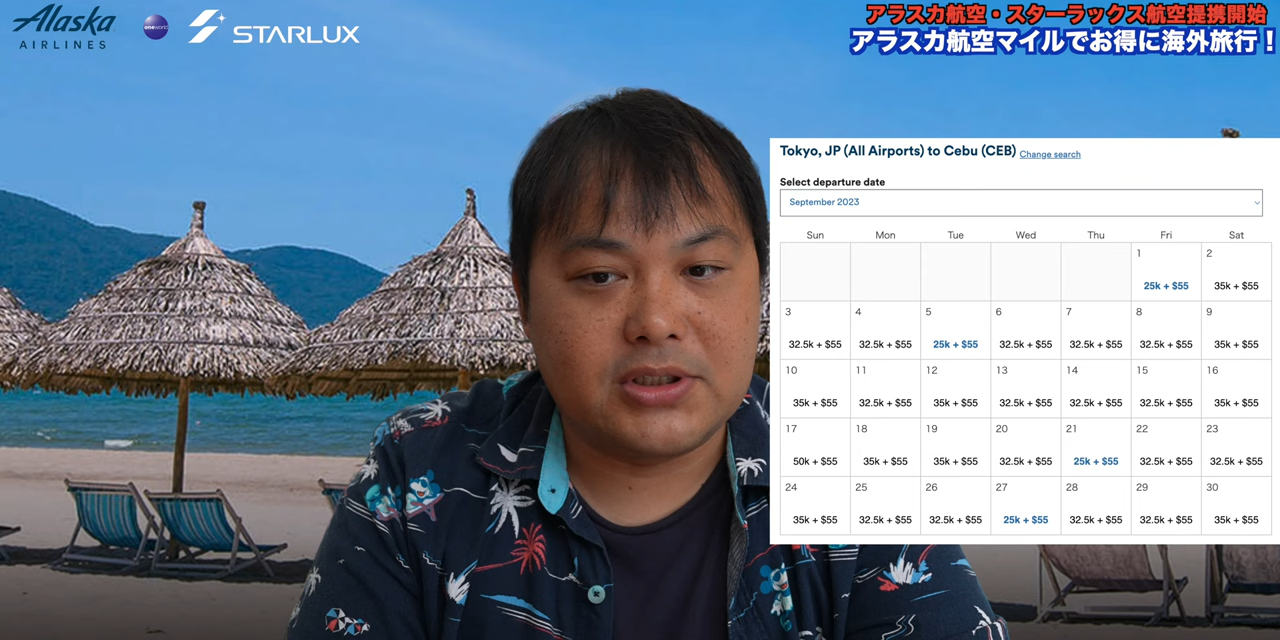 Alaska
AIRLINES
oneworld
STARLUX
アラスカ航空・スターラックス航空提携開始
アラスカ航空マイルでお得に海外旅行！
Tokyo, JP (All Airports) to Cebu (CEB) Change search
Select departure date
September 2023
Sun Mon Tue Wed Thu Fri Sat
1 2
25k + $55 35k + $55
3 4 5 6 7 8 9
32.5k + $55 32.5k + $55 25k + $55 32.5k + $55 32.5k + $55 32.5k + $55 35k + $55
10 11 12 13 14 15 16
35k + $55 32.5k + $55 35k + $55 32.5k + $55 32.5k + $55 32.5k + $55 35k + $55
17 18 19 20 21 22 23
50k + $55 35k + $55 35k + $55 32.5k + $55 25k + $55 32.5k + $55 32.5k + $55
24 25 26 27 28 29 30
35k + $55 32.5k + $55 32.5k + $55 25k + $55 32.5k + $55 32.5k + $55 35k + $55